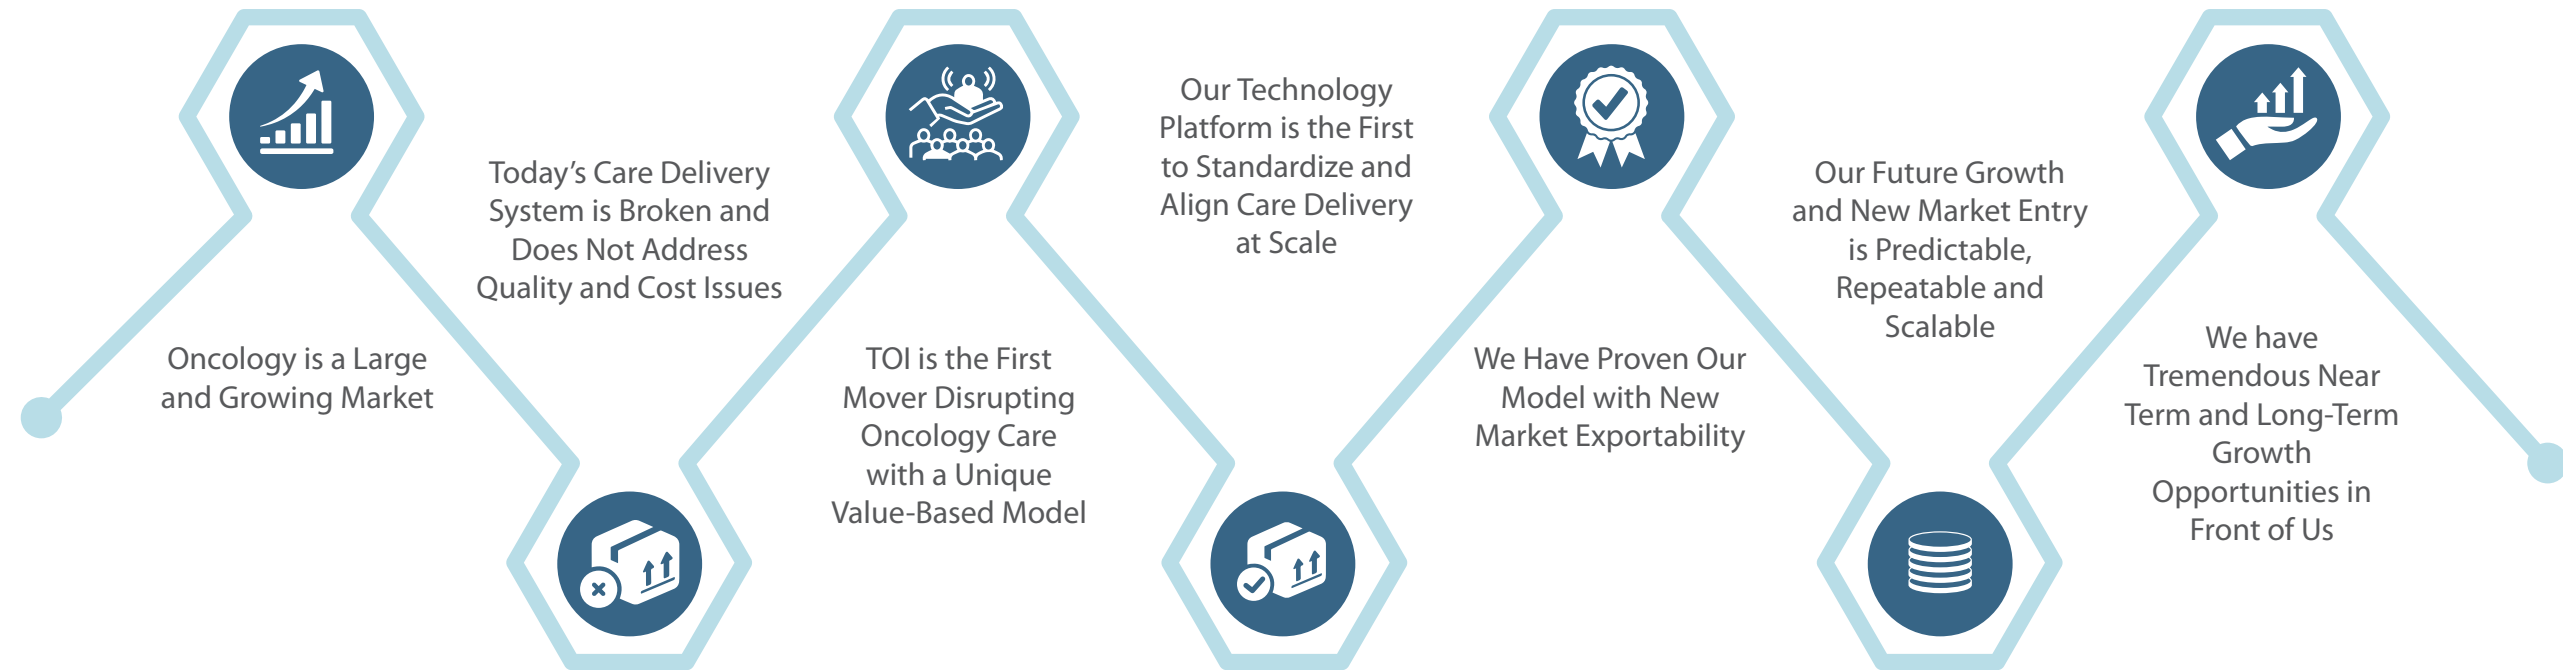 Oncology is a Large
and Growing Market
Today’s Care Delivery
System is Broken and
Does Not Address
Quality and Cost Issues
TOI is the First
Mover Disrupting
Oncology Care
with a Unique
Value-Based Model
Our Technology
Platform is the First
to Standardize and
Align Care Delivery
at Scale
We Have Proven Our
Model with New
Market Exportability
Our Future Growth
and New Market Entry
is Predictable,
Repeatable and
Scalable
We have
Tremendous Near
Term and Long-Term
Growth
Opportunities in
Front of Us